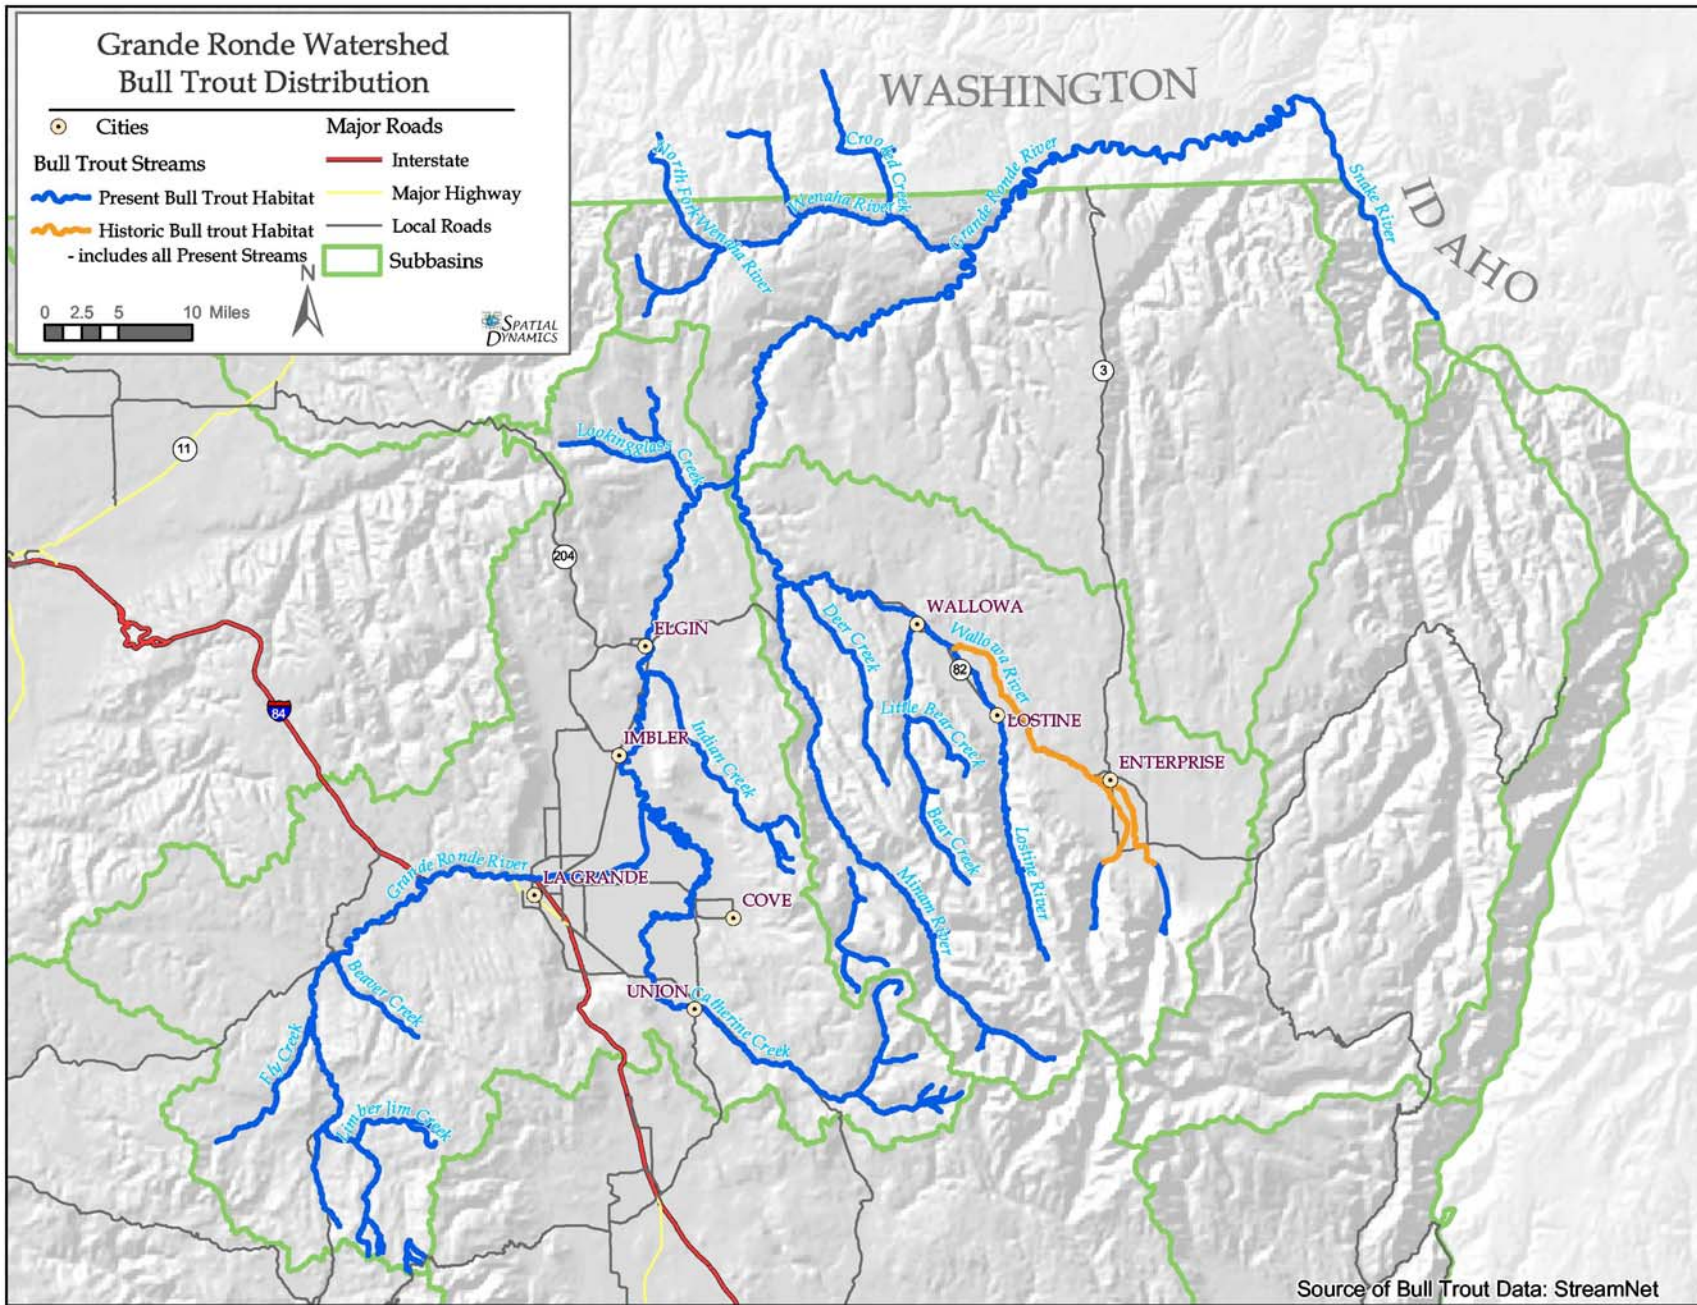 Grande Ronde Watershed
Bull Trout Distribution
Cities
Major Roads
Bull Trout Streams
Interstate
Present Bull Trout Habitat
Major Highway
Historic Bull trout Habitat
Local Roads
- includes all Present Streams
Subbasins
N
0 2.5 5 10 Miles
SPATIAL
DYNAMICS
WASHINGTON
IDAHO
Crooked Creek
North Fork Wenaha River
Wenaha River
Grande Ronde River
Snake River
3
11
Lookingglass Creek
204
84
ELGIN
WALLOWA
Deer Creek
Wallowa River
82
LOSTINE
Little Bear Creek
IMBLER
Indian Creek
ENTERPRISE
Bear Creek
Lostine River
Grande Ronde River
LA GRANDE
COVE
Minam River
Beaver Creek
UNION
Catherine Creek
Fly Creek
Limber Jim Creek
Source of Bull Trout Data: StreamNet